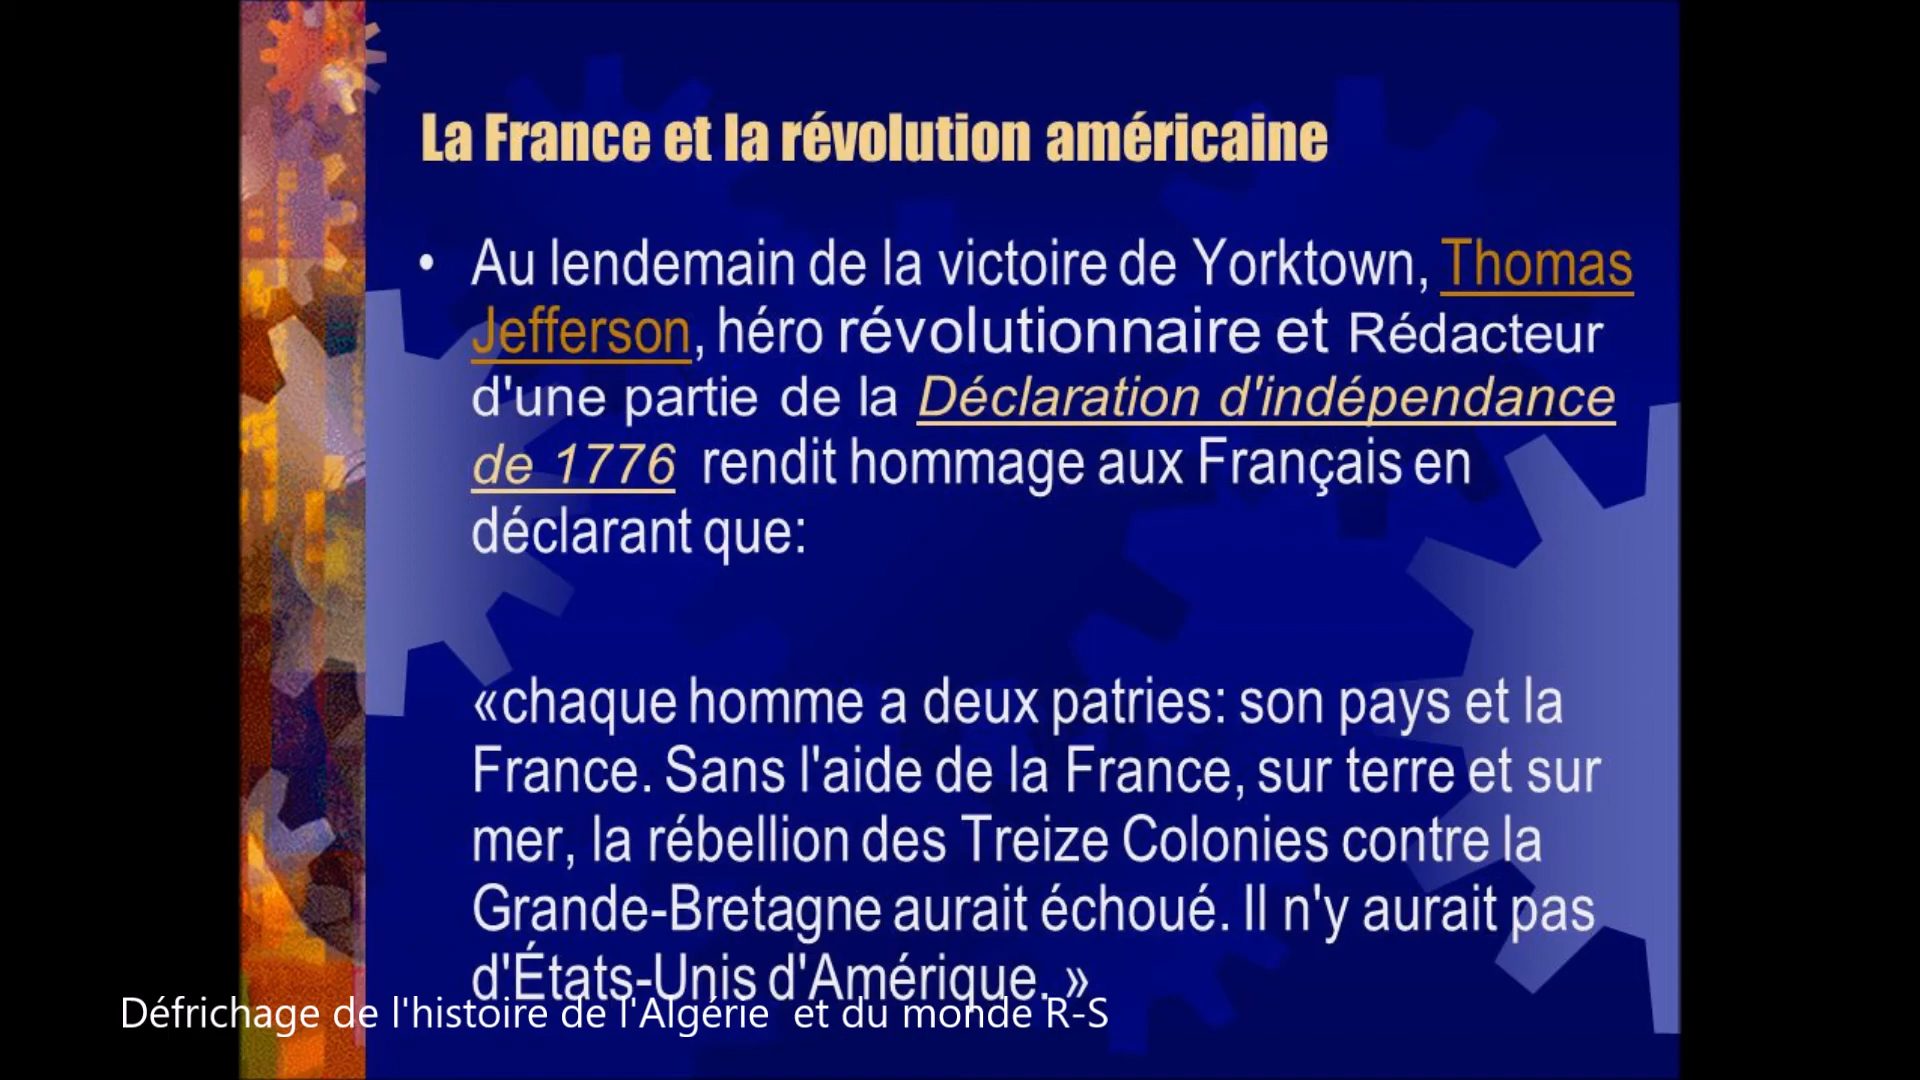 La France et la révolution américaine
• Au lendemain de la victoire de Yorktown, Thomas
Jefferson, héro révolutionnaire et Rédacteur
d'une partie de la Déclaration d'indépendance
de 1776 rendit hommage aux Français en
déclarant que:
«chaque homme a deux patries: son pays et la
France. Sans l'aide de la France, sur terre et sur
mer, la rébellion des Treize Colonies contre la
Grande-Bretagne aurait échoué. Il n'y aurait pas
d'États-Unis d'Amérique. »
Défrichage de l'histoire de l'Algérie et du monde R-S